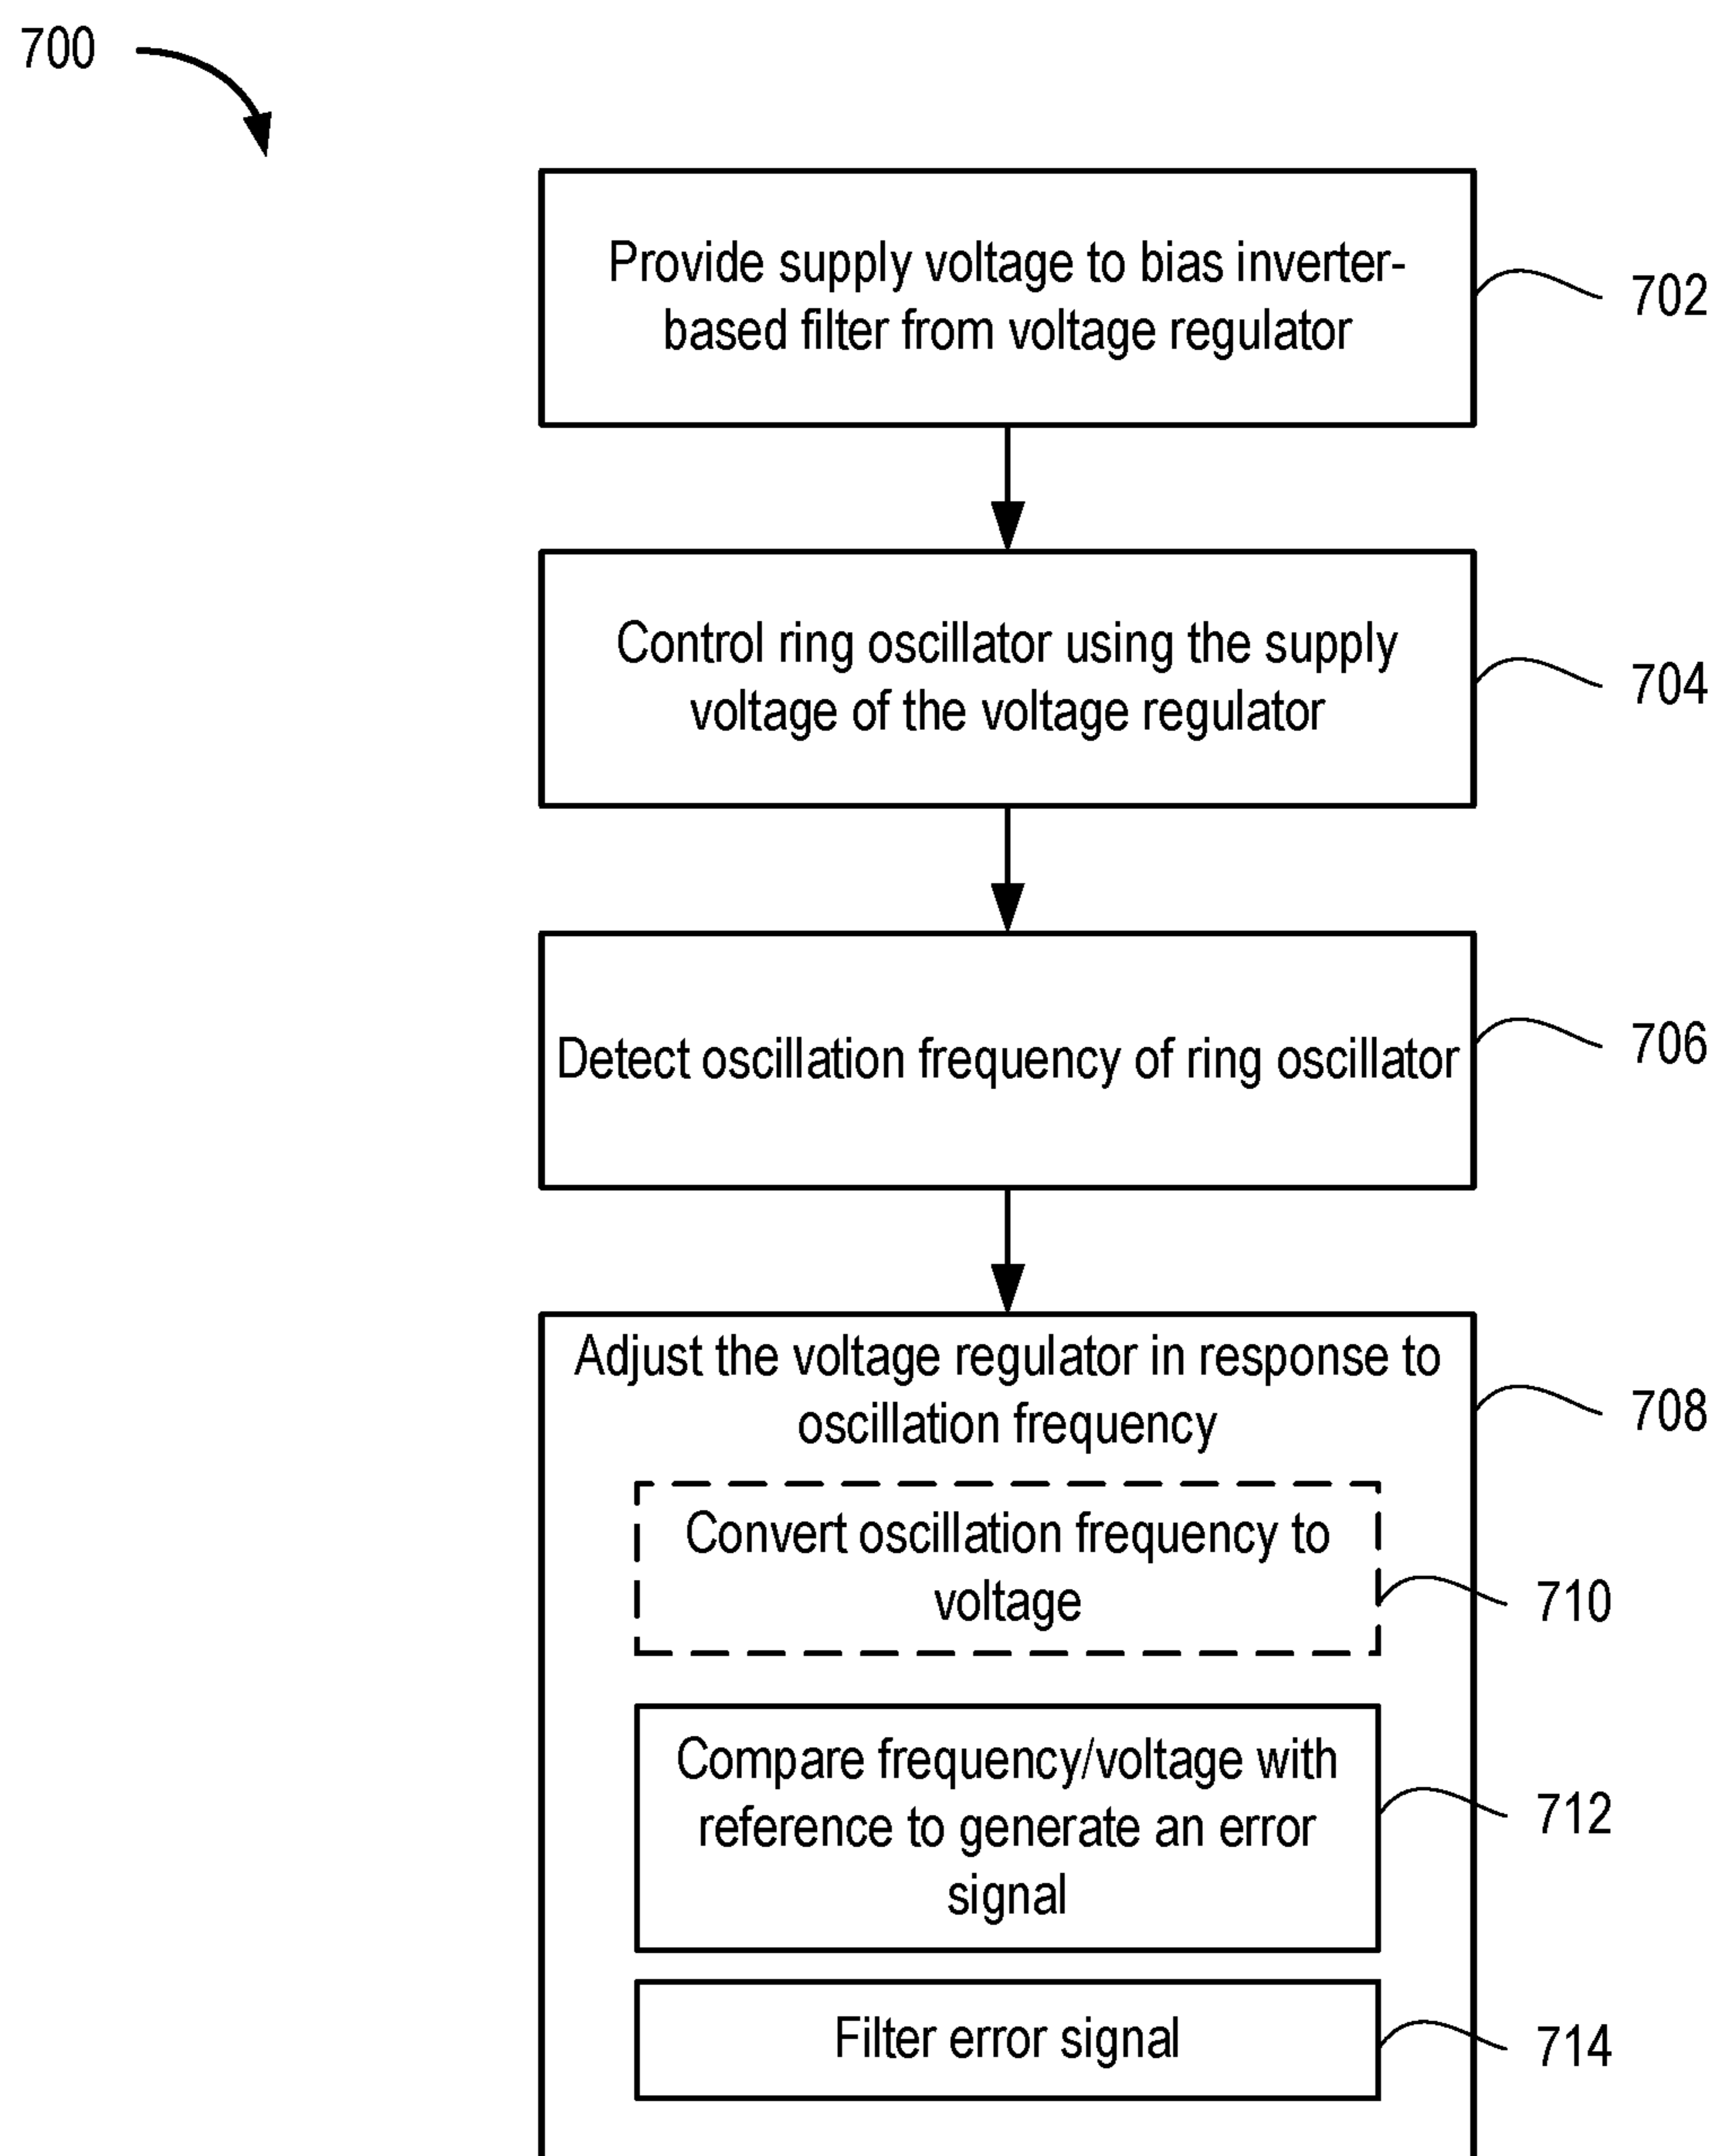 700
Provide supply voltage to bias inverter-
based filter from voltage regulator
702
Control ring oscillator using the supply
voltage of the voltage regulator
704
Detect oscillation frequency of ring oscillator
706
Adjust the voltage regulator in response to
oscillation frequency
708
Convert oscillation frequency to
voltage
710
Compare frequency/voltage with
reference to generate an error
signal
712
Filter error signal
714